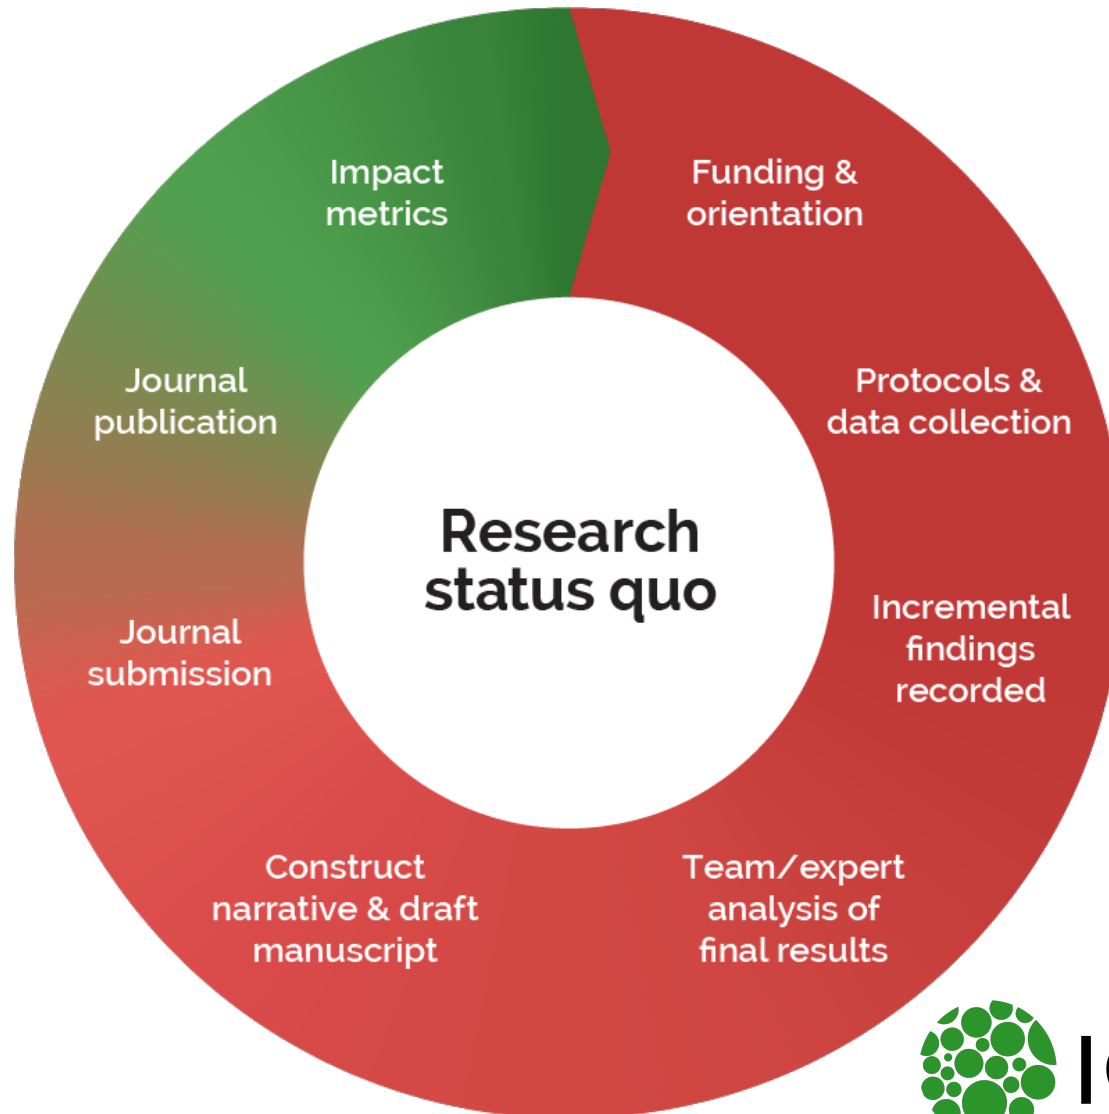 Impact
metrics
Funding &
orientation
Journal
publication
Protocols &
data collection
Research
status quo
Incremental
findings
recorded
Journal
submission
Construct
narrative & draft
manuscript
Team/expert
analysis of
final results